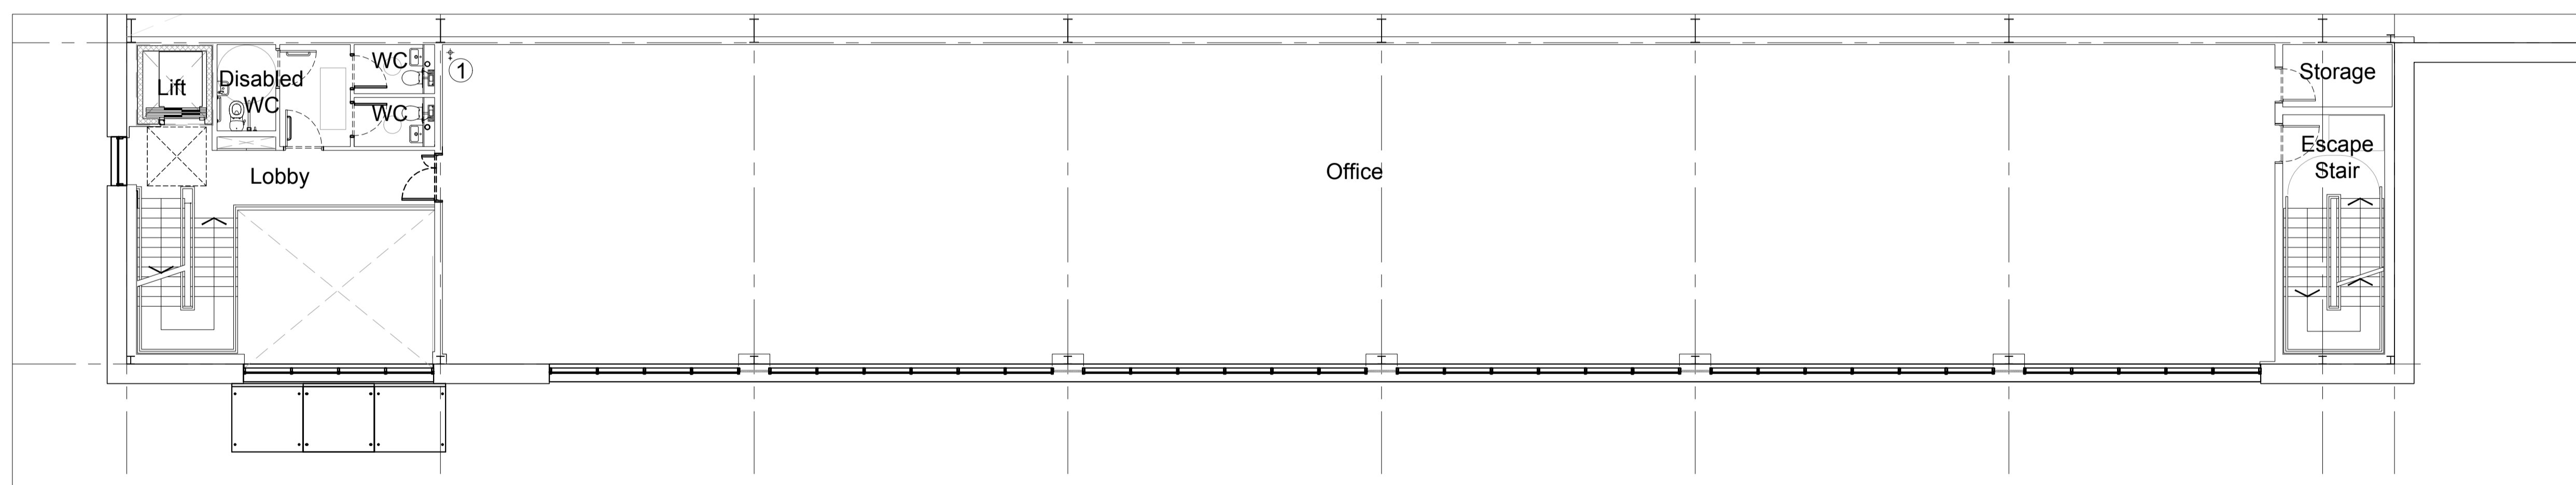 Lift
Disabled
WC
WC
WC
1
Lobby
Office
Storage
Escape
Stair